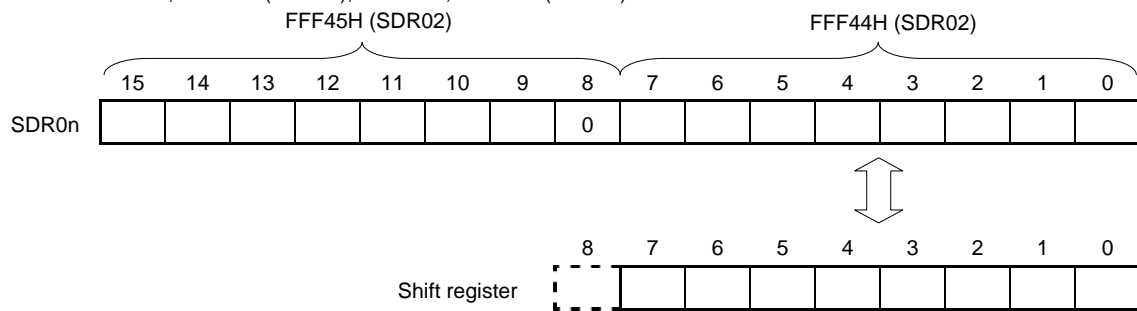 FFF45H (SDR02) FFF44H (SDR02)
15 14 13 12 11 10 9 8 7 6 5 4 3 2 1 0
SDR0n 0
8 7 6 5 4 3 2 1 0
Shift register